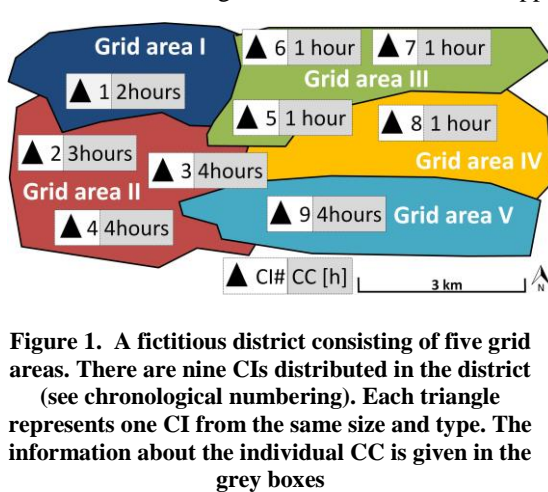 Grid area I
6 1 hour
7 1 hour
Grid area III
1 2hours
5 1 hour
8 1 hour
2 3hours
3 4hours
Grid area IV
Grid area II
4 4hours
9 4hours
Grid area V
CI# CC [h]
3 km
N
Figure 1. A fictitious district consisting of five grid
areas. There are nine CIs distributed in the district
(see chronological numbering). Each triangle
represents one CI from the same size and type. The
information about the individual CC is given in the
grey boxes